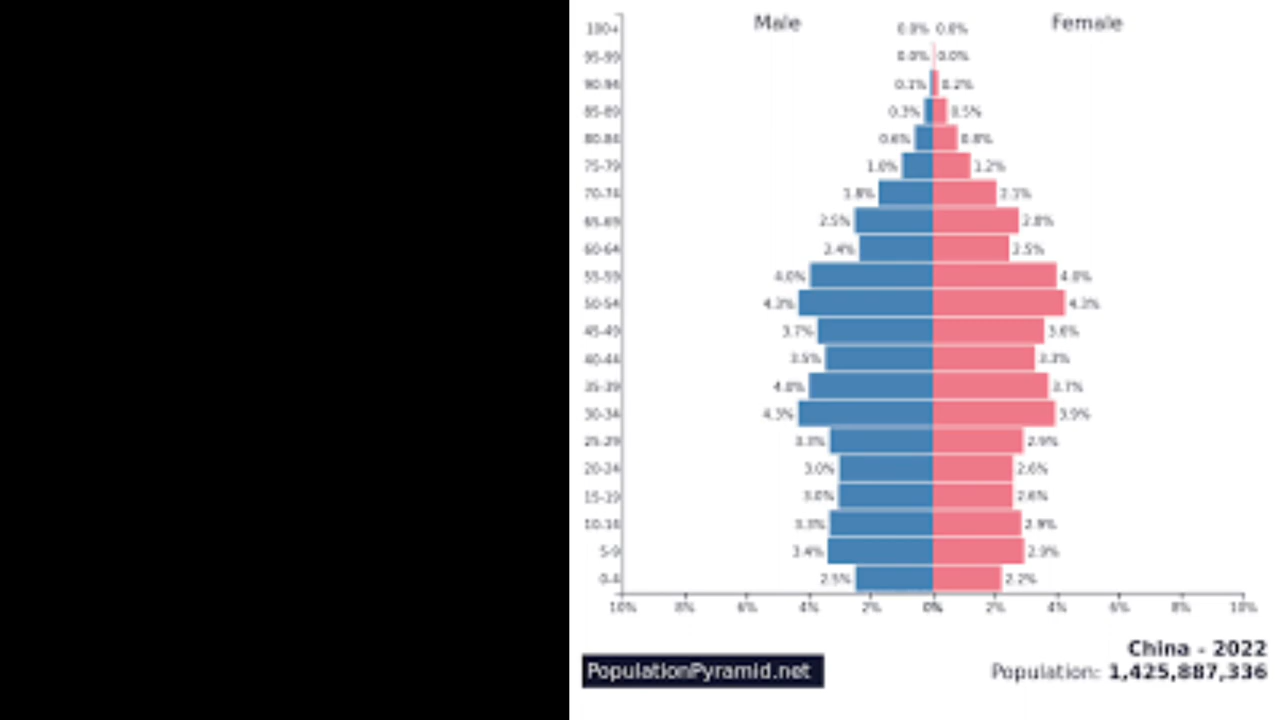 Male Female
100+ 0.0% 0.0%
95-99 0.0% 0.0%
90-94 0.1% 0.2%
85-89 0.3% 0.5%
80-84 0.6% 0.8%
75-79 1.0% 1.2%
70-74 1.8% 2.1%
65-69 2.5% 2.8%
60-64 2.4% 2.5%
55-59 4.0% 4.0%
50-54 4.3% 4.3%
45-49 3.7% 3.6%
40-44 3.5% 3.3%
35-39 4.0% 3.7%
30-34 4.3% 3.9%
25-29 3.3% 2.9%
20-24 3.0% 2.6%
15-19 3.0% 2.6%
10-14 3.3% 2.9%
5-9 3.4% 2.9%
0-4 2.5% 2.2%
10% 8% 6% 4% 2% 0% 2% 4% 6% 8% 10%
China - 2022
PopulationPyramid.net Population: 1,425,887,336